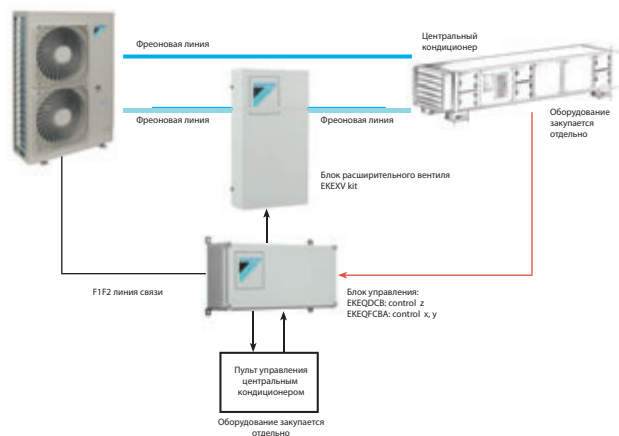 Фреоновая линия
Центральный
кондиционер
Фреоновая линия
Фреоновая линия
Оборудование
закупается
отдельно
Блок расширительного вентиля
EKEXV kit
F1F2 линия связи
Блок управления:
EKEQDCB: control z
EKEQFCBA: control x, y
Пульт управления
центральным
кондиционером
Оборудование закупается
отдельно